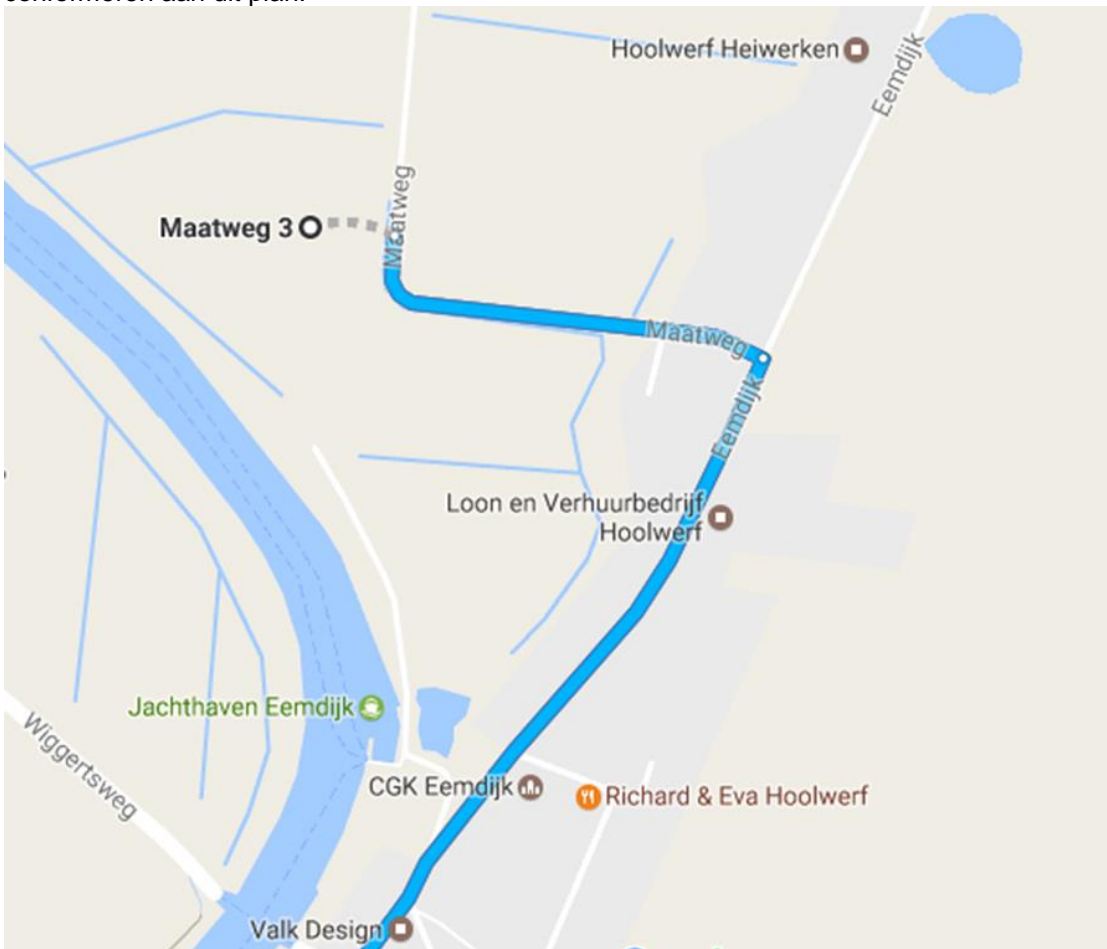 Hoolwerf Heiwerken
Eemdijk
Maatweg
Maatweg 3
Maatweg
Eemdijk
Loon en Verhuurbedrijf
Hoolwerf
Jachthaven Eemdijk
Wiggertsweg
CGK Eemdijk
Richard & Eva Hoolwerf
Valk Design